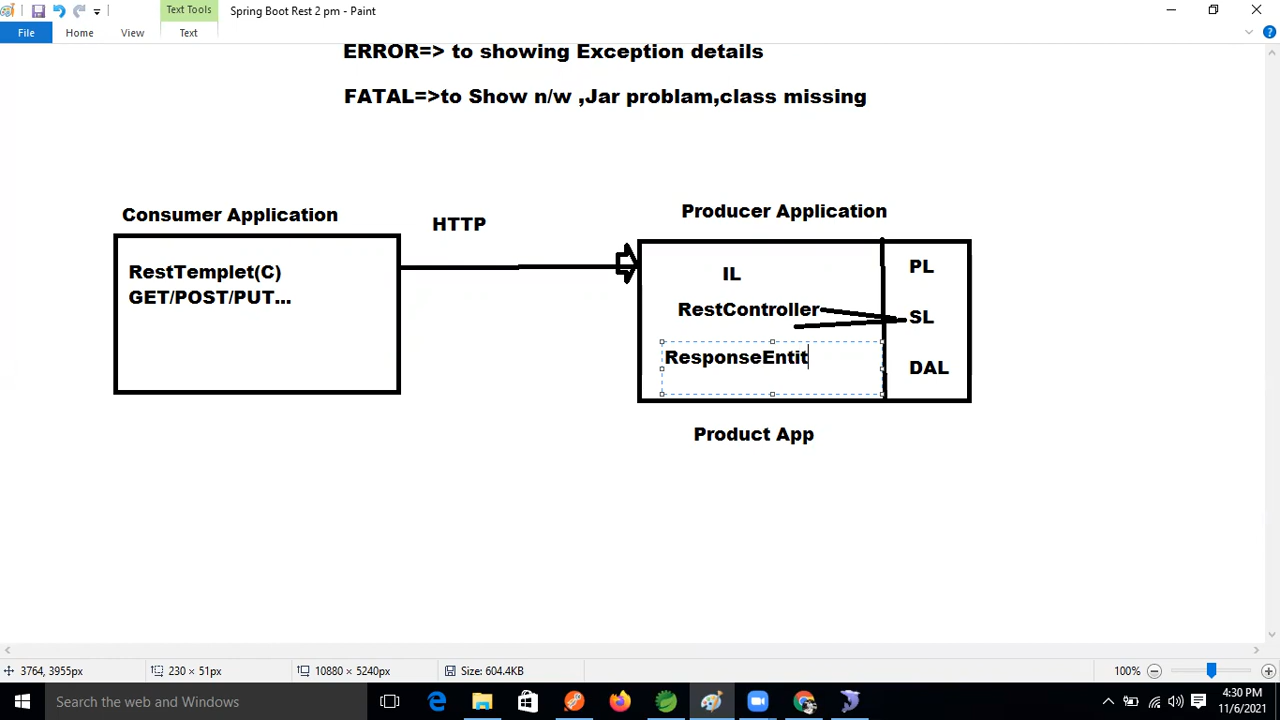 Text Tools
Spring Boot Rest 2 pm - Paint
File
Home
View
Text
ERROR=> to showing Exception details
FATAL=>to Show n/w ,Jar problam,class missing
Consumer Application
HTTP
Producer Application
RestTemplet(C)
GET/POST/PUT...
IL
PL
RestController
SL
ResponseEntit
DAL
Product App
3764, 3955px
230 × 51px
10880 × 5240px
Size: 604.4KB
100%
Search the web and Windows
4:30 PM
11/6/2021